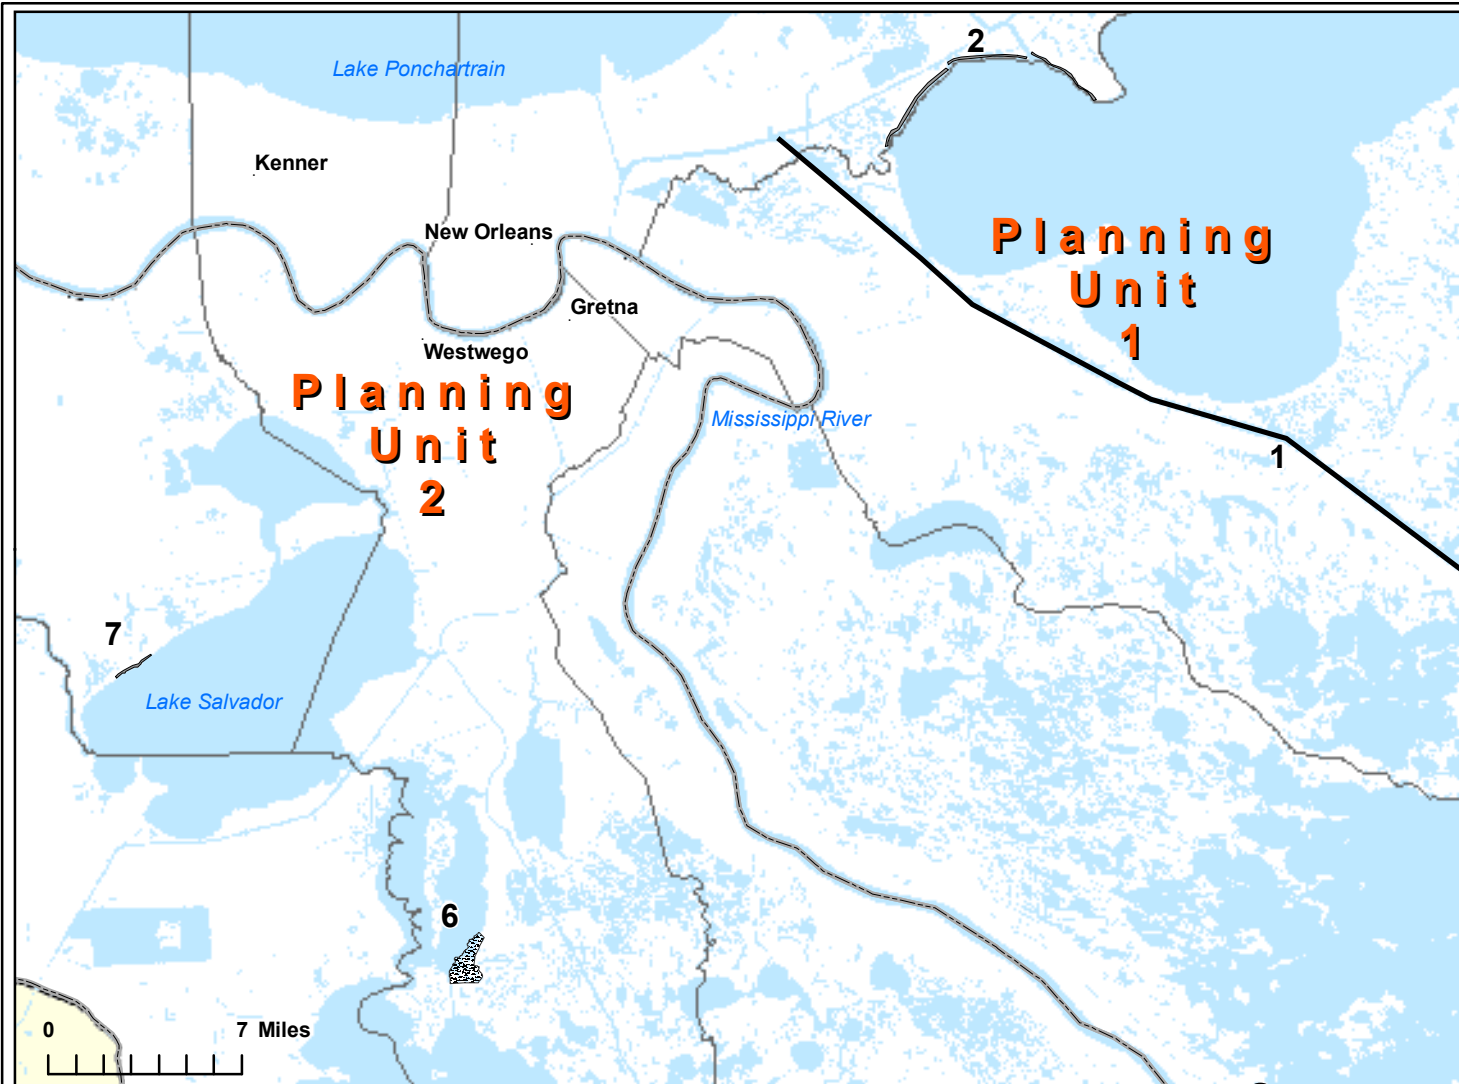 2
Lake Ponchartrain
Kenner
New Orleans
Planning
Unit
1
Gretna
Westwego
Planning
Unit
2
Mississippi River
1
7
Lake Salvador
6
0 7 Miles